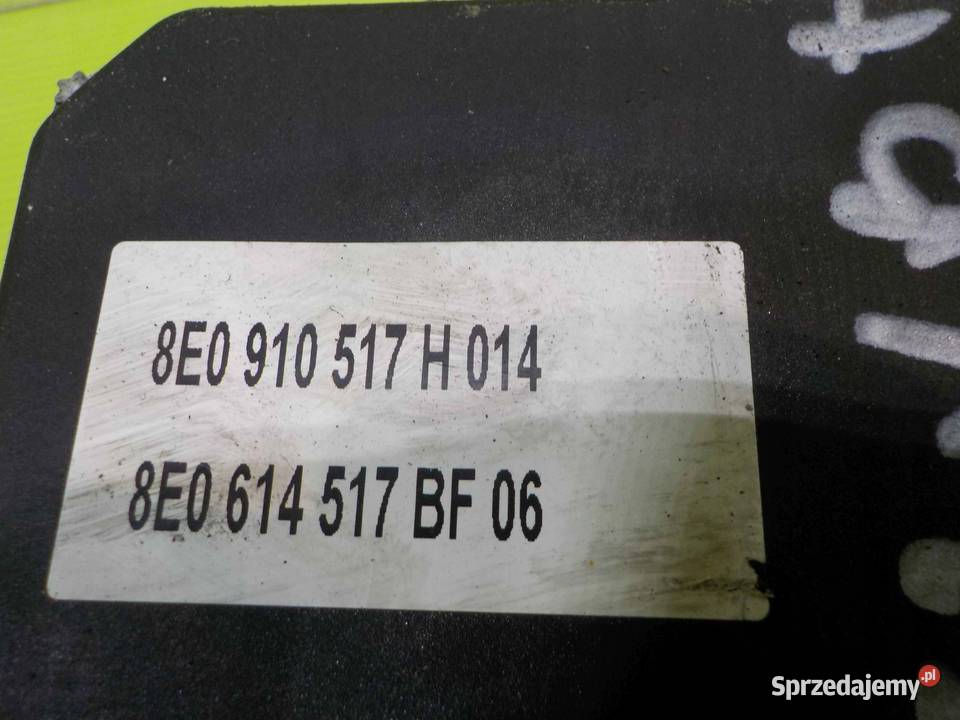 8E0 910 517 H 014
8E0 614 517 BF 06
Sprzedajemy.pl